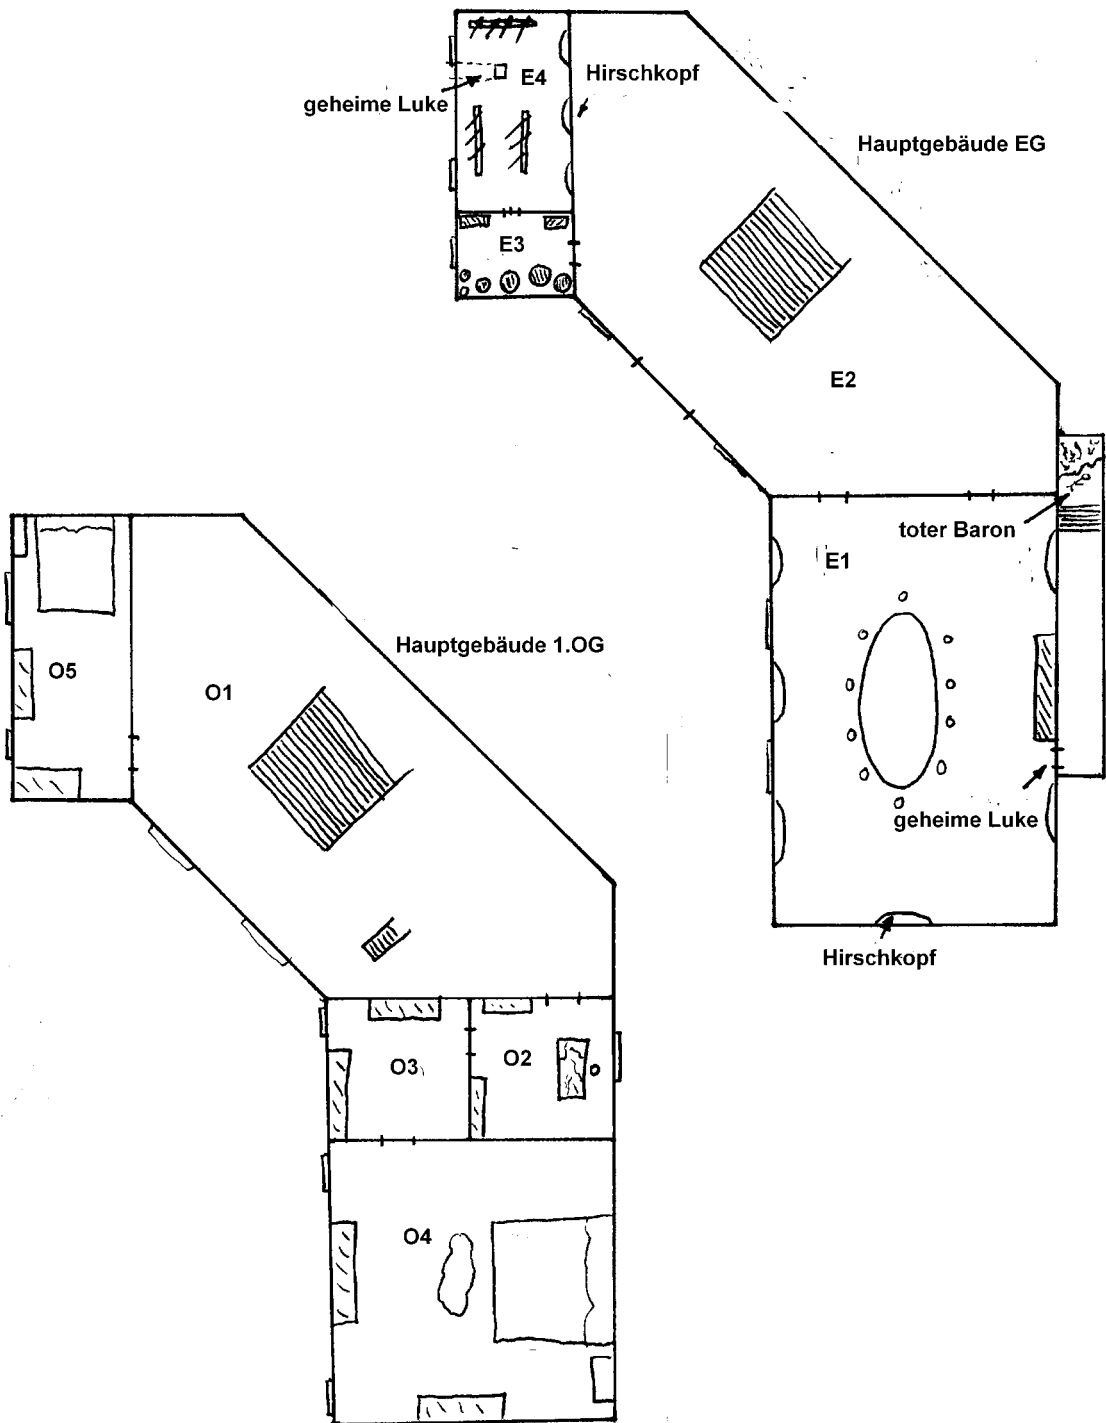 E4
Hirschkopf
geheime Luke
Hauptgebäude EG
E3
E2
toter Baron
E1
Hauptgebäude 1.OG
O5
O1
geheime Luke
Hirschkopf
O3
O2
O4